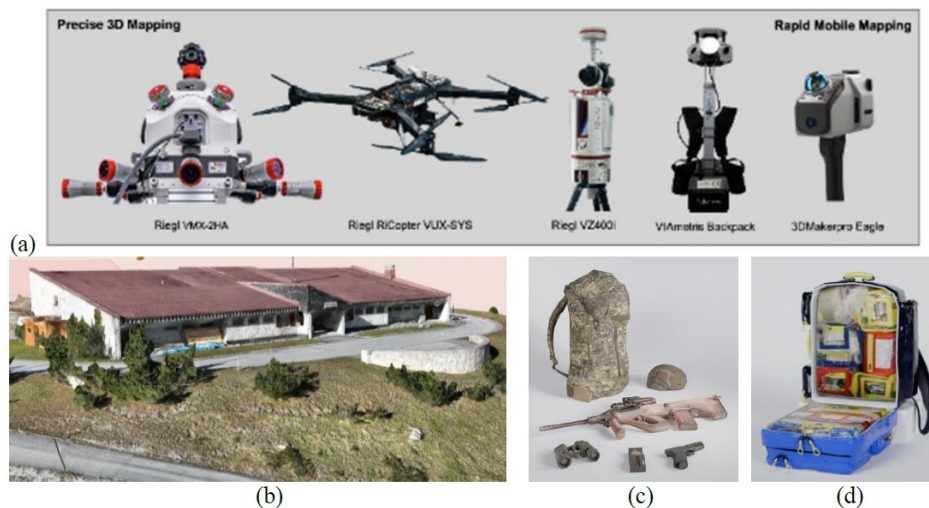 Precise 3D Mapping
Rapid Mobile Mapping
Riegl VMX-2HA
Riegl RiCopter VUX-SYS
Riegl VZ400i
VIAmetris Backpack
3DMakerpro Eagle
(a)
(b)
(c)
(d)